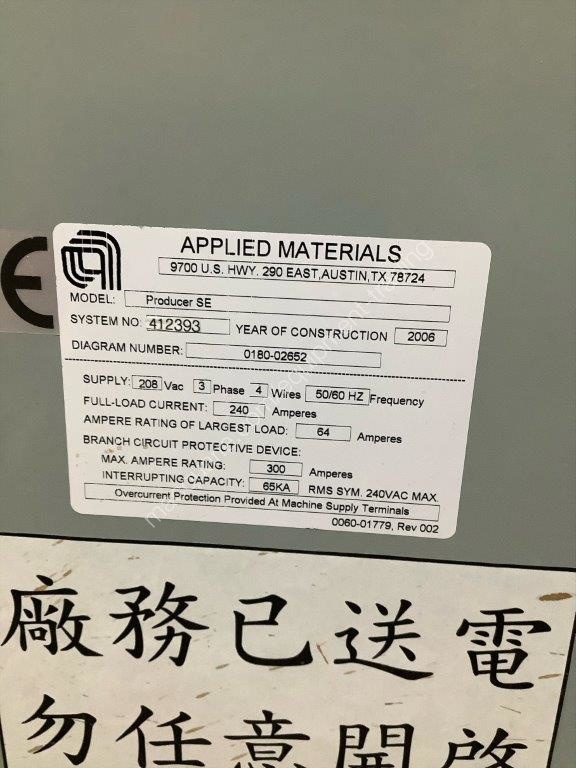 CE
APPLIED MATERIALS
9700 U.S. HWY. 290 EAST,AUSTIN,TX 78724
MODEL: Producer SE
SYSTEM NO: 412393 YEAR OF CONSTRUCTION 2006
DIAGRAM NUMBER: 0180-02652
SUPPLY: 208 Vac 3 Phase 4 Wires 50/60 HZ Frequency
FULL-LOAD CURRENT: 240 Amperes
AMPERE RATING OF LARGEST LOAD: 64 Amperes
BRANCH CIRCUIT PROTECTIVE DEVICE:
MAX. AMPERE RATING: 300 Amperes
INTERRUPTING CAPACITY: 65KA RMS SYM. 240VAC MAX.
Overcurrent Protection Provided At Machine Supply Terminals
0060-01779, Rev 002
廠務已送電
勿任意開啟